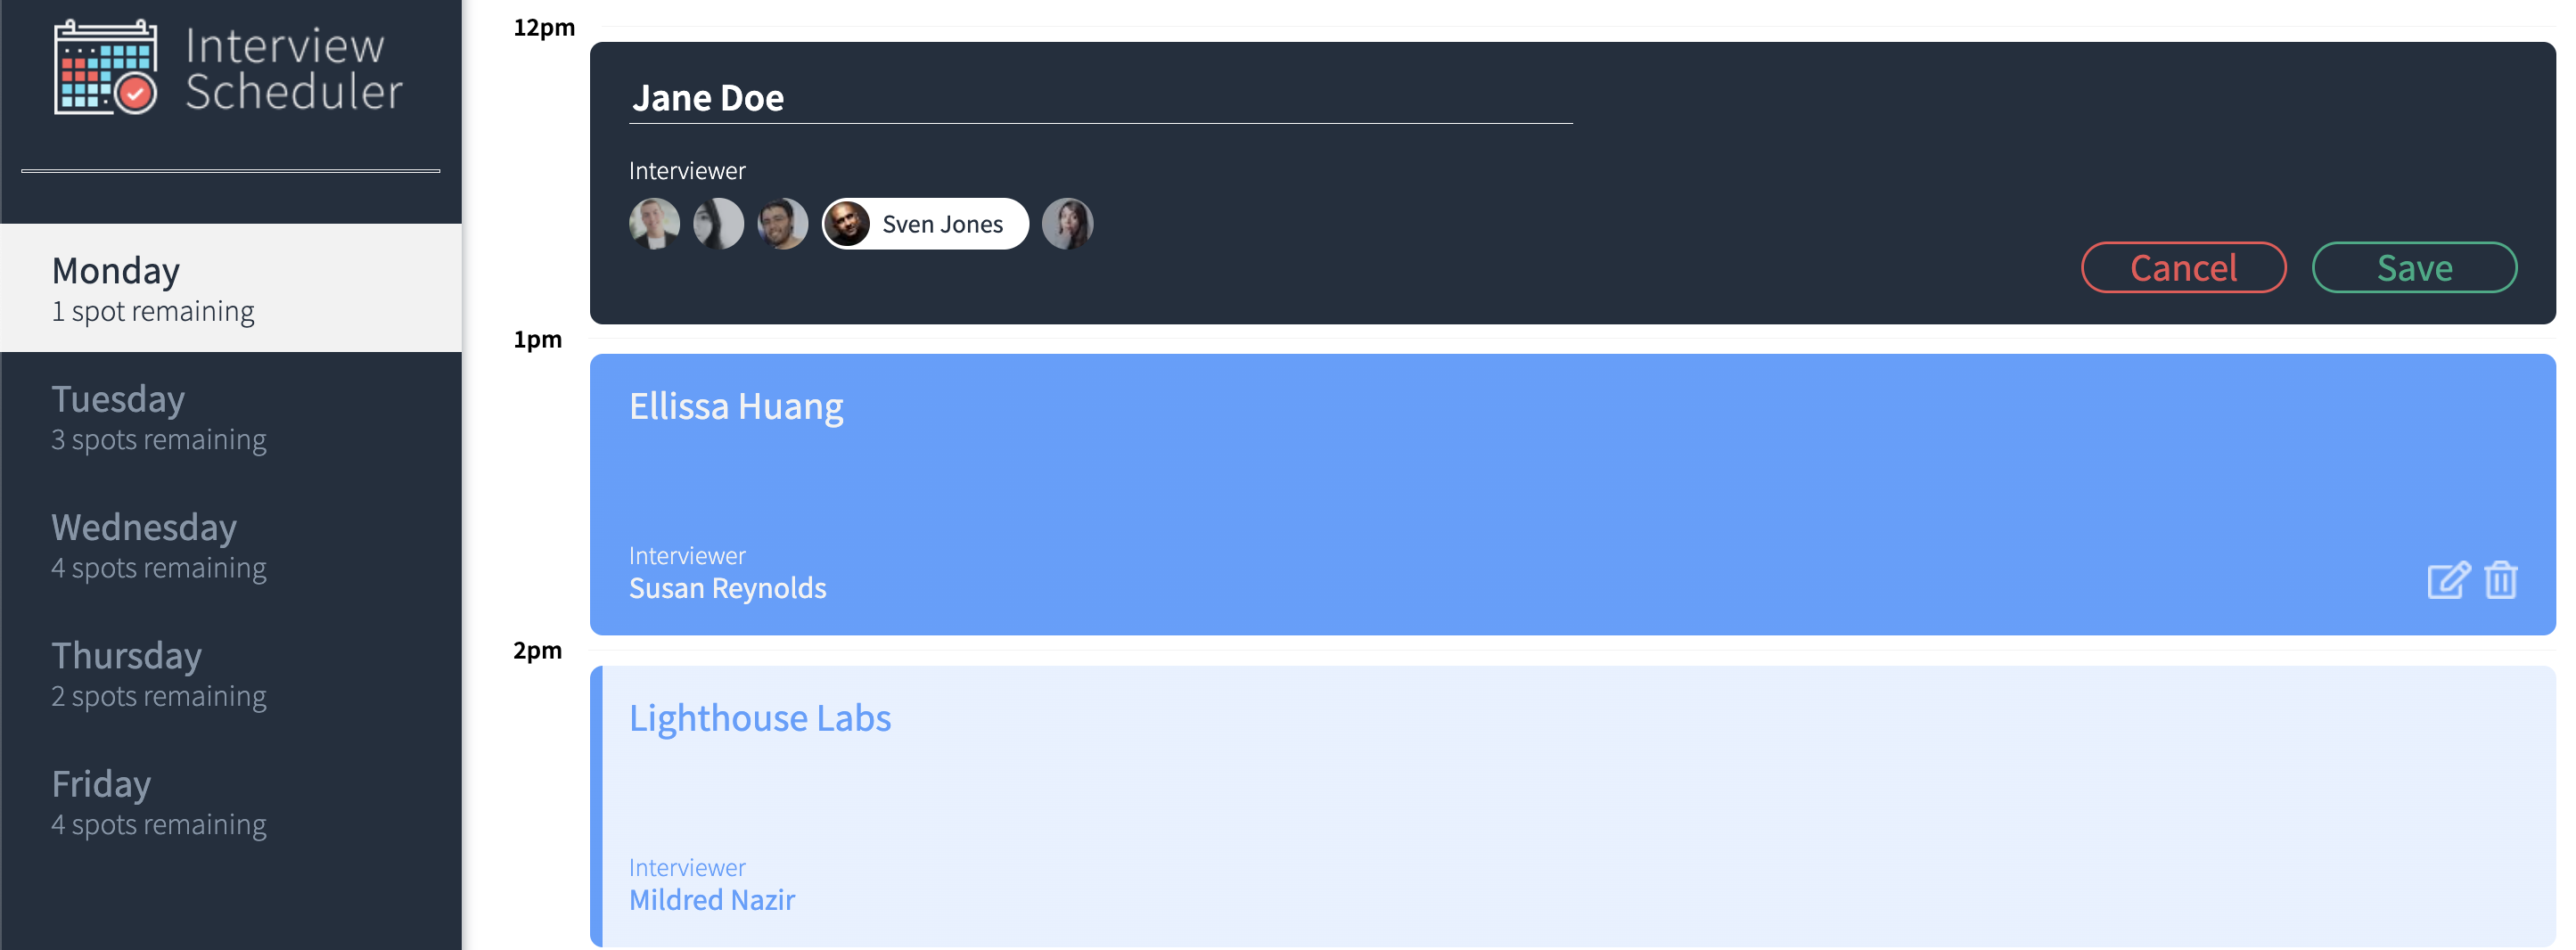 Interview
Scheduler
Monday
1 spot remaining
Tuesday
3 spots remaining
Wednesday
4 spots remaining
Thursday
2 spots remaining
Friday
4 spots remaining
12pm
Jane Doe
Interviewer
Sven Jones
Cancel
Save
1pm
Ellissa Huang
Interviewer
Susan Reynolds
2pm
Lighthouse Labs
Interviewer
Mildred Nazir